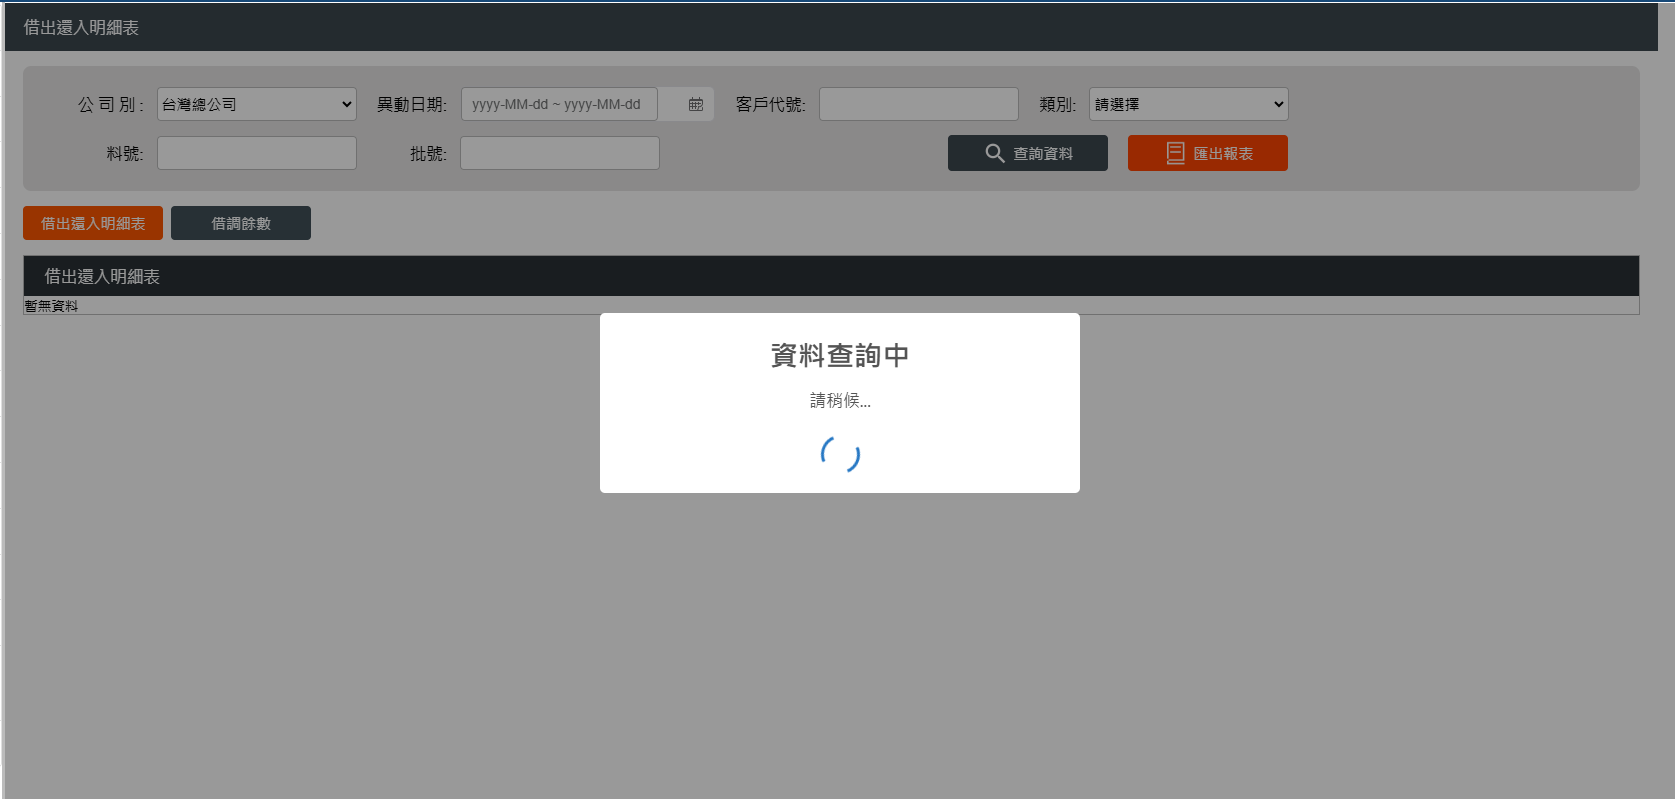 借出還入明細表
公 司 別 : 台灣總公司 異動日期: yyyy-MM-dd ~ yyyy-MM-dd 客戶代號: 類別: 請選擇
料號: 批號: 查詢資料 匯出報表
借出還入明細表 借調餘數
借出還入明細表
暫無資料
資料查詢中
請稍候...